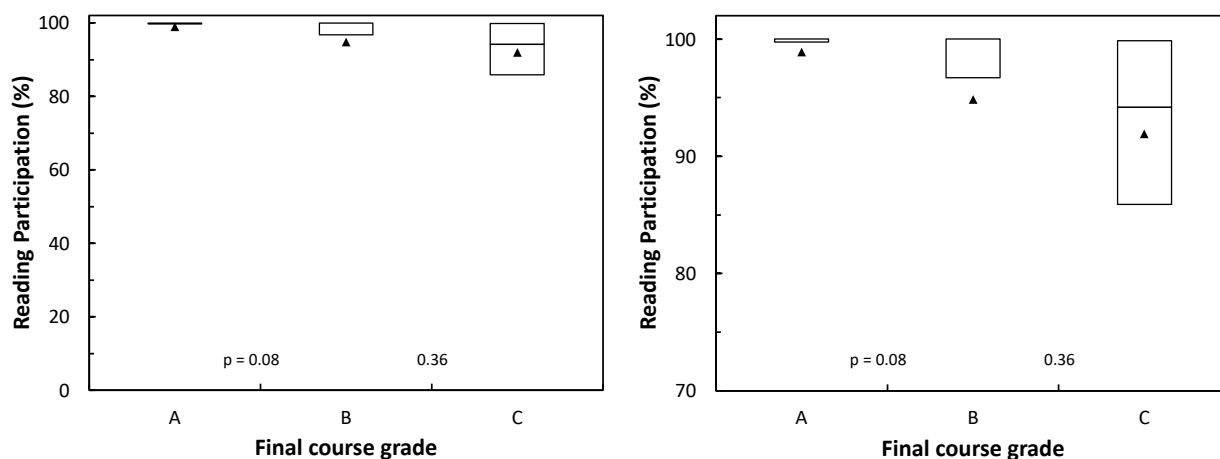 Reading Participation (%)
100
80
60
40
20
0
p = 0.08 0.36
A B C
Final course grade
Reading Participation (%)
100
90
80
70
p = 0.08 0.36
A B C
Final course grade